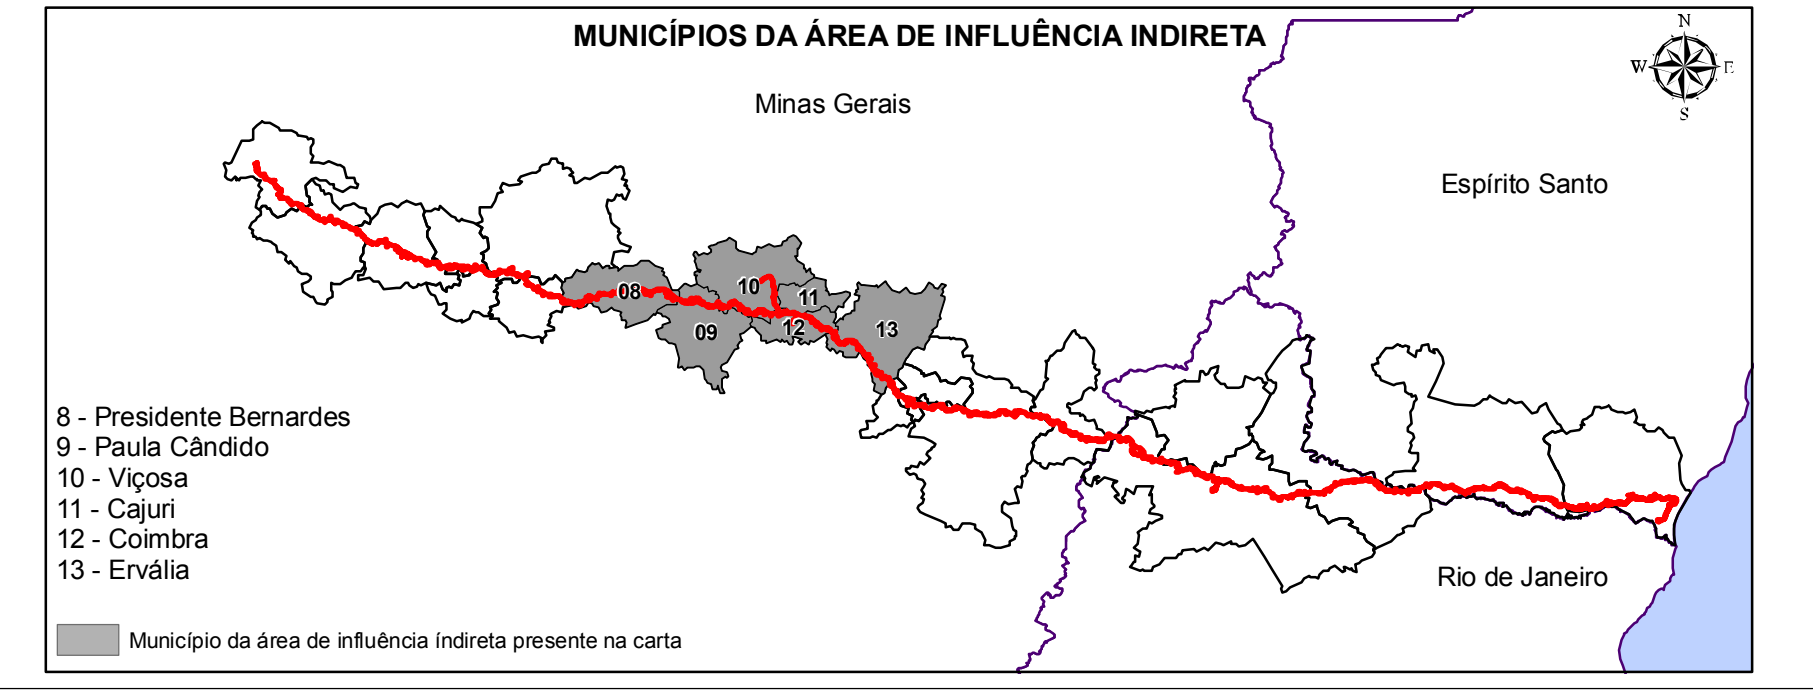 MUNICÍPIOS DA ÁREA DE INFLUÊNCIA INDIRETA
N
W E
S
Minas Gerais
Espírito Santo
10
11
08
12
13
09
8 - Presidente Bernardes
9 - Paula Cândido
10 - Viçosa
11 - Cajuri
12 - Coimbra
13 - Ervália
Rio de Janeiro
Município da área de influência índireta presente na carta